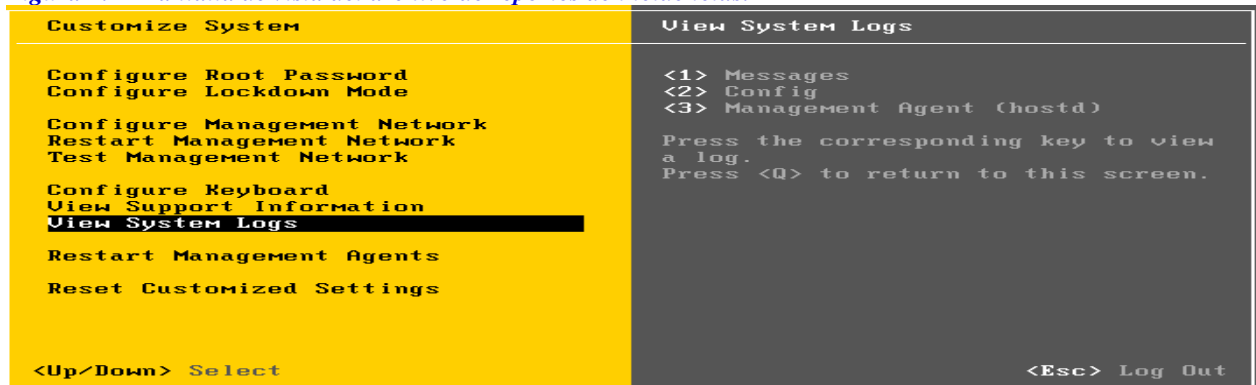 Customize System
Configure Root Password
Configure Lockdown Mode
Configure Management Network
Restart Management Network
Test Management Network
Configure Keyboard
View Support Information
View System Logs
Restart Management Agents
Reset Customized Settings
<Up/Down> Select
View System Logs
<1> Messages
<2> Config
<3> Management Agent (hostd)
Press the corresponding key to view
a log.
Press <Q> to return to this screen.
<Esc> Log Out